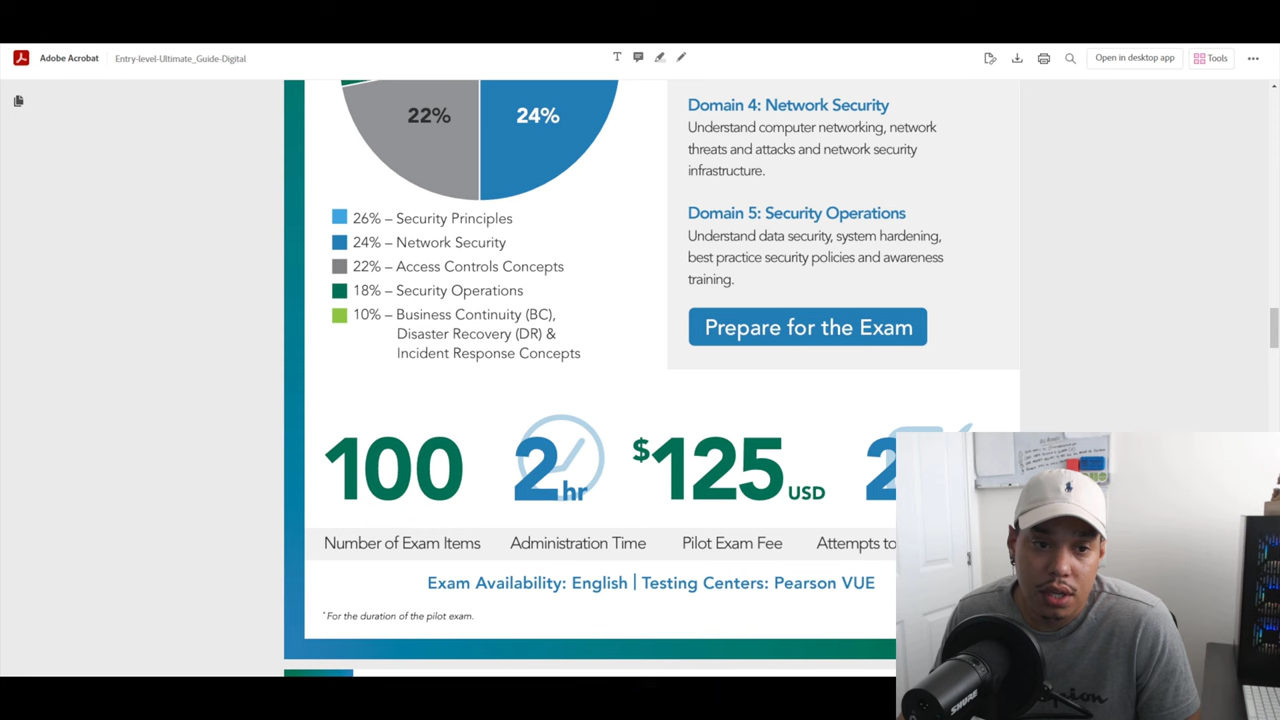 Adobe Acrobat
Entry-level-Ultimate_Guide-Digital
Open in desktop app
Tools
22%
24%
26% – Security Principles
24% – Network Security
22% – Access Controls Concepts
18% – Security Operations
10% – Business Continuity (BC),
Disaster Recovery (DR) &
Incident Response Concepts
Domain 4: Network Security
Understand computer networking, network
threats and attacks and network security
infrastructure.
Domain 5: Security Operations
Understand data security, system hardening,
best practice security policies and awareness
training.
Prepare for the Exam
100
2hr
$125 USD
2
Number of Exam Items
Administration Time
Pilot Exam Fee
Attempts to
Exam Availability: English | Testing Centers: Pearson VUE
*For the duration of the pilot exam.
SHURE